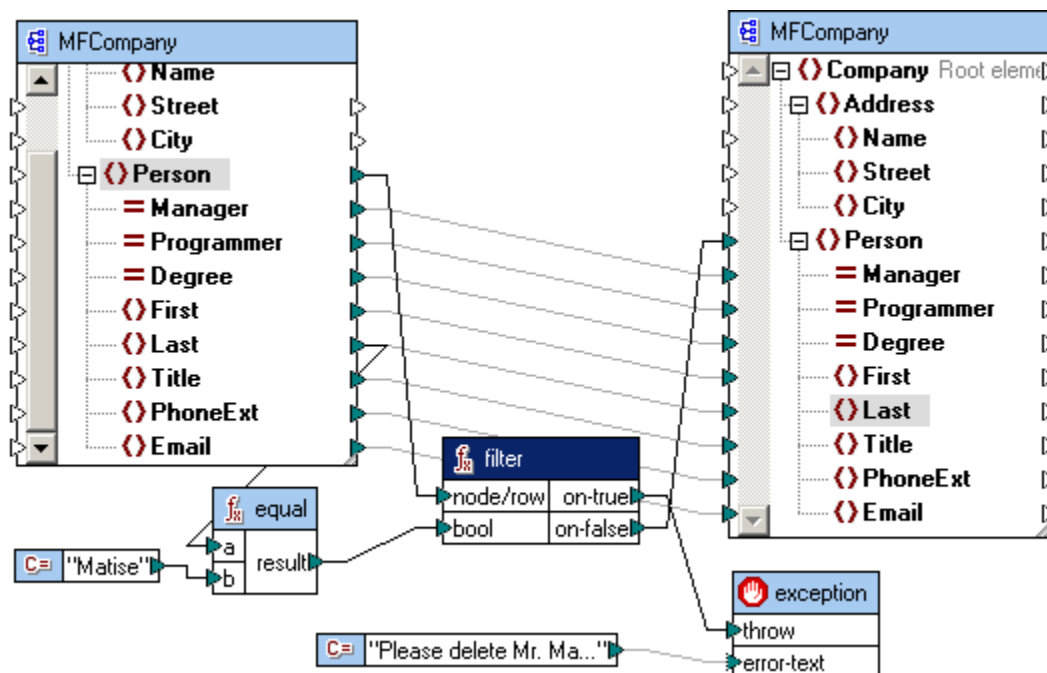 MFCompany
Name
Street
City
Person
= Manager
= Programmer
= Degree
First
Last
Title
PhoneExt
Email
MFCompany
Company Root eleme
Address
Name
Street
City
Person
= Manager
= Programmer
= Degree
First
Last
Title
PhoneExt
Email
fx filter
node/row on-true
bool on-false
fx equal
a
b
result
C= "Matise"
C= "Please delete Mr. Ma..."
exception
throw
error-text